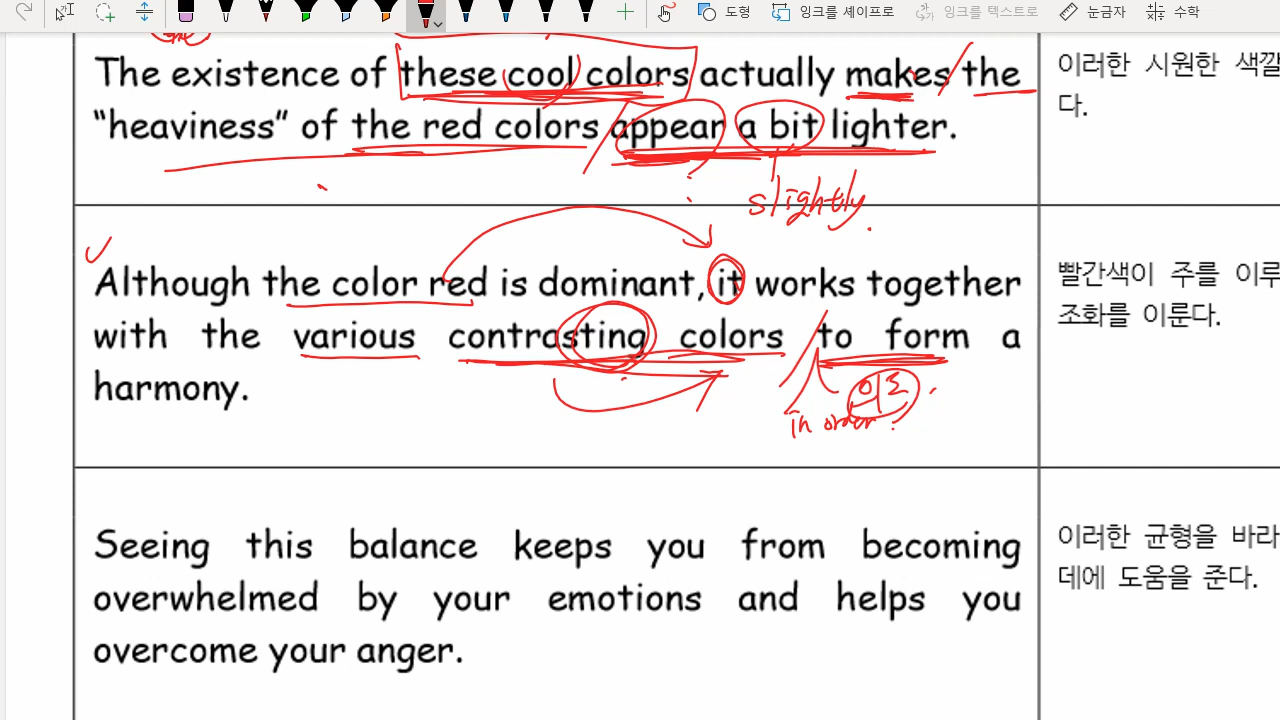 도형 잉크를 셰이프로 잉크를 텍스트로 눈금자 수학
The existence of these cool colors actually makes the
“heaviness” of the red colors appear a bit lighter.
slightly.
이러한 시원한 색깔
다.
Although the color red is dominant, it works together
with the various contrasting colors to form a
harmony.
in order
의도
빨간색이 주를 이루
조화를 이룬다.
Seeing this balance keeps you from becoming
overwhelmed by your emotions and helps you
overcome your anger.
이러한 균형을 바라
데에 도움을 준다.